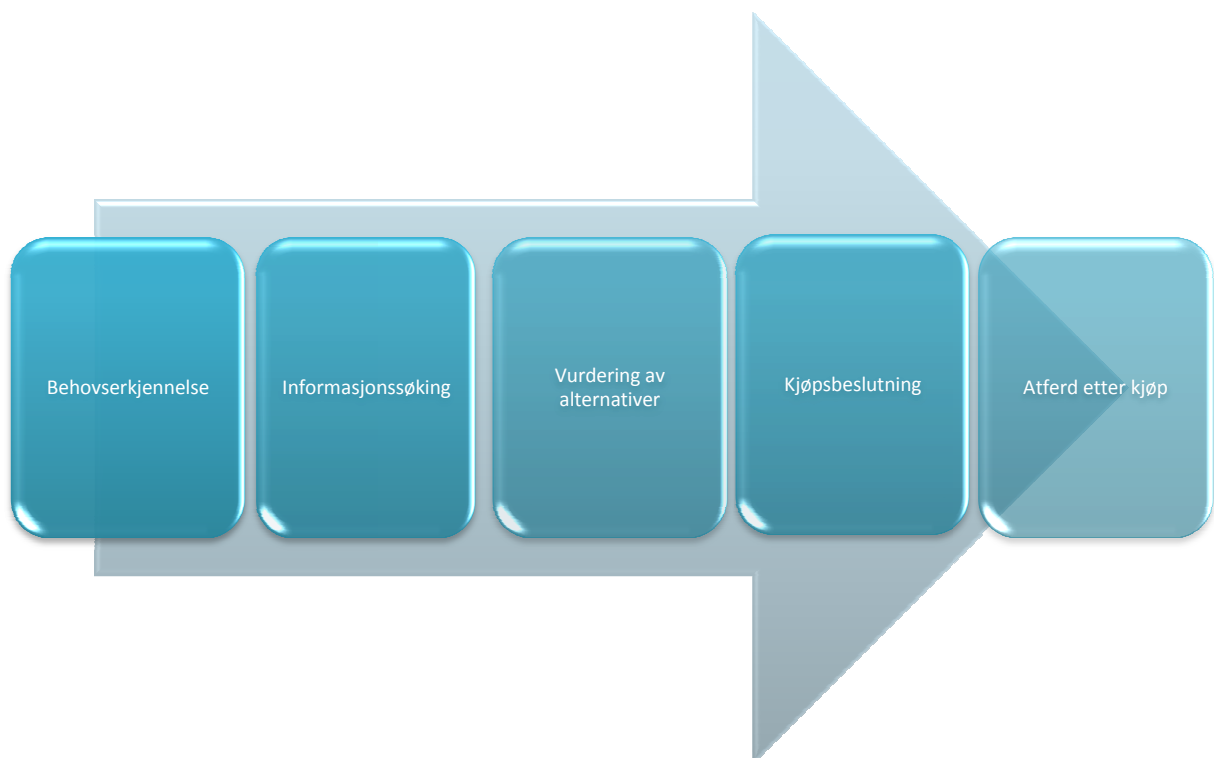 Behovserkjennelse
Informasjonssøking
Vurdering av
alternativer
Kjøpsbeslutning
Atferd etter kjøp